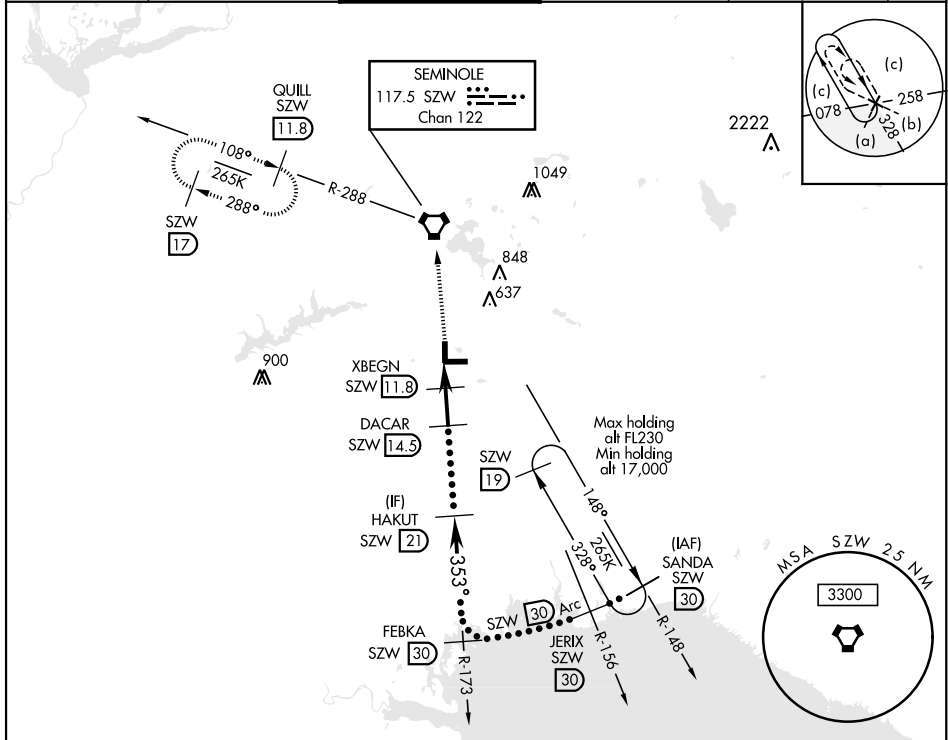 SEMINOLE
117.5 SZW
Chan 122
QUILL
SZW
11.8
108°
265K
288°
R-288
SZW
17
1049
2222
848
637
900
(c)
(c)
078
258
328
(b)
(a)
XBEGN
SZW 11.8
DACAR
SZW 14.5
(IF)
HAKUT
SZW 21
353°
FEBKA
SZW 30
R-173
SZW 30 Arc
JERIX
SZW
30
R-156
R-148
SZW
19
148°
265K
328°
Max holding
alt FL230
Min holding
alt 17,000
(IAF)
SANDA
SZW
30
MSA SZW 25 NM
3300